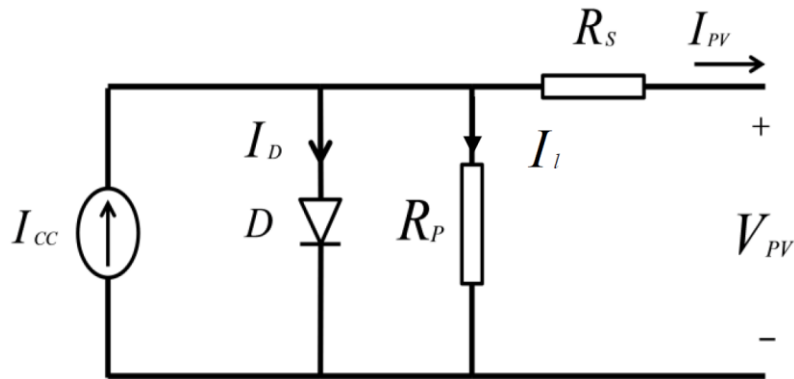 R_S
I_PV
I_D
I_l
+
I_CC
D
R_P
V_PV
-